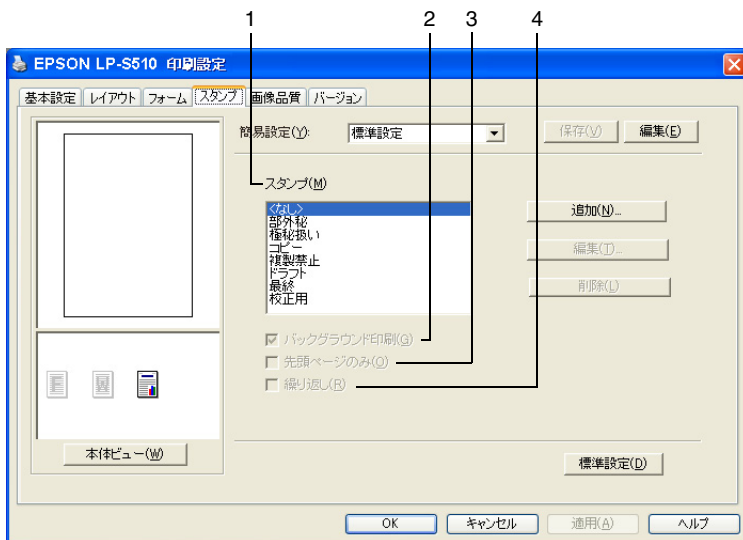 1 2 3 4
EPSON LP-S510 印刷設定
基本設定 レイアウト フォーム スタンプ 画像品質 バージョン
簡易設定(Y): 標準設定 保存(V) 編集(E)
スタンプ(M)
<なし>
部外秘
極秘扱い
コピー
複製禁止
ドラフト
最終
校正用
追加(N)...
編集(T)...
削除(L)
バックグラウンド印刷(G)
先頭ページのみ(O)
繰り返し(R)
本体ビュー(W)
標準設定(D)
OK キャンセル 適用(A) ヘルプ